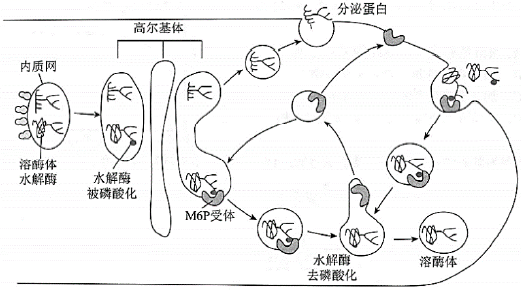 分泌蛋白
高尔基体
内质网
溶酶体
水解酶
水解酶
被磷酸化
M6P受体
水解酶
去磷酸化
溶酶体